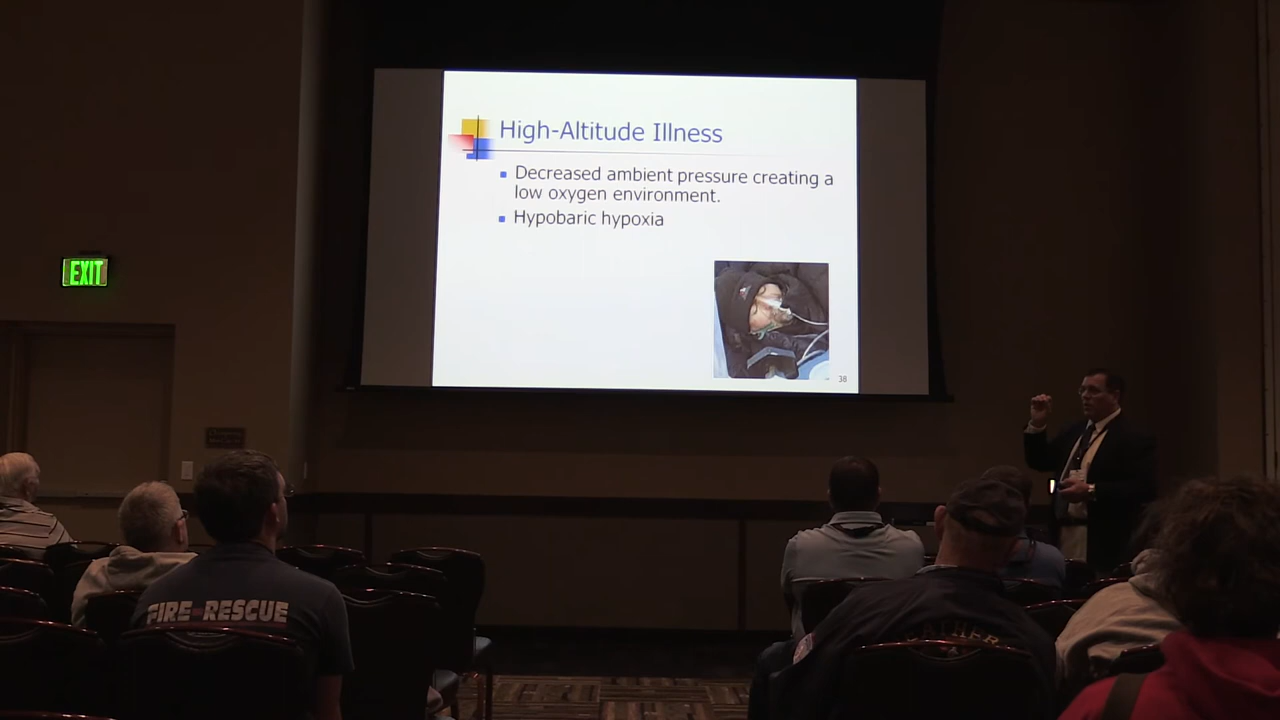 High-Altitude Illness
Decreased ambient pressure creating a
low oxygen environment.
Hypobaric hypoxia
38
EXIT
FIRE RESCUE